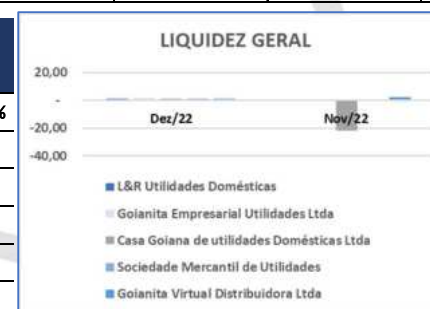 LIQUIDEZ GERAL
20,00
-
%
-20,00
-40,00
Dez/22
Nov/22
L&R Utilidades Domésticas
Goianita Empresarial Utilidades Ltda
Casa Goiana de utilidades Domésticas Ltda
Sociedade Mercantil de Utilidades
Goianita Virtual Distribuidora Ltda